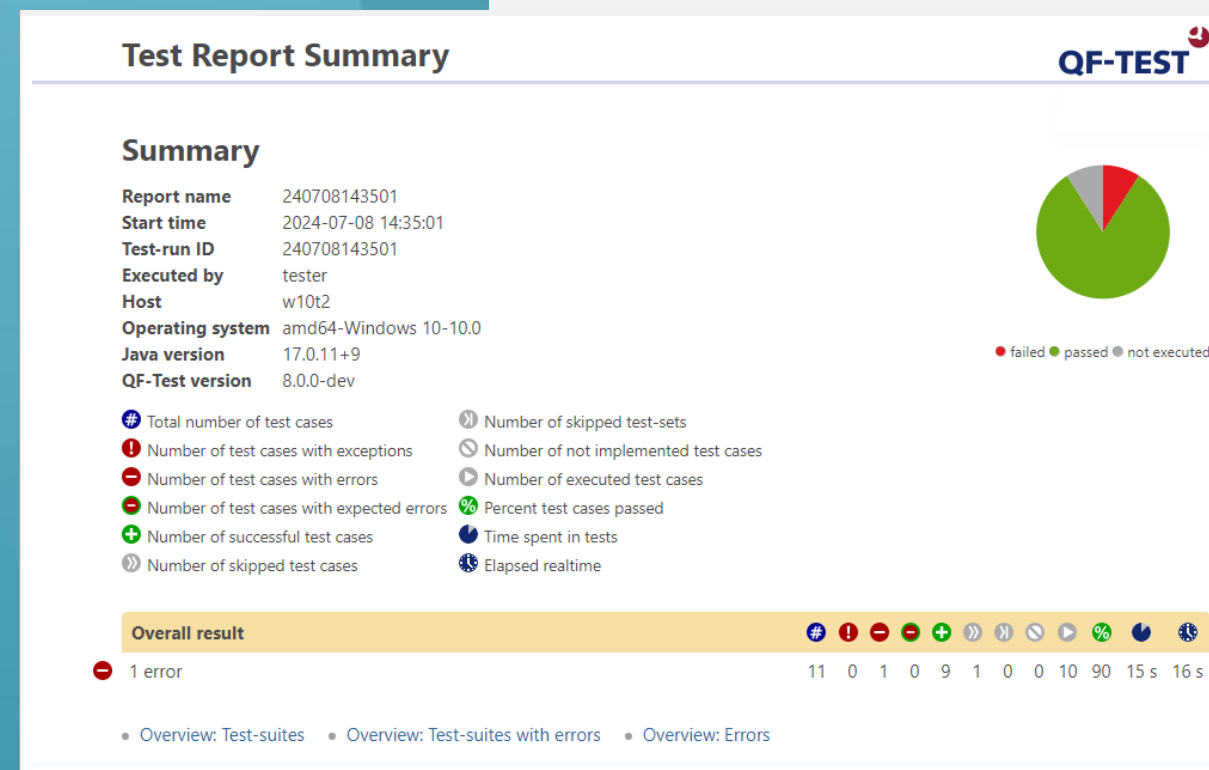 Test Report Summary
QF-TEST
Summary
Report name 240708143501
Start time 2024-07-08 14:35:01
Test-run ID 240708143501
Executed by tester
Host w10t2
Operating system amd64-Windows 10-10.0
Java version 17.0.11+9
QF-Test version 8.0.0-dev
failed passed not executed
# Total number of test cases
Number of skipped test-sets
! Number of test cases with exceptions
Number of not implemented test cases
Number of test cases with errors
Number of executed test cases
Number of test cases with expected errors
% Percent test cases passed
Number of successful test cases
Time spent in tests
Number of skipped test cases
Elapsed realtime
Overall result # ! %
1 error 11 0 1 0 9 1 0 0 10 90 15 s 16 s
Overview: Test-suites Overview: Test-suites with errors Overview: Errors